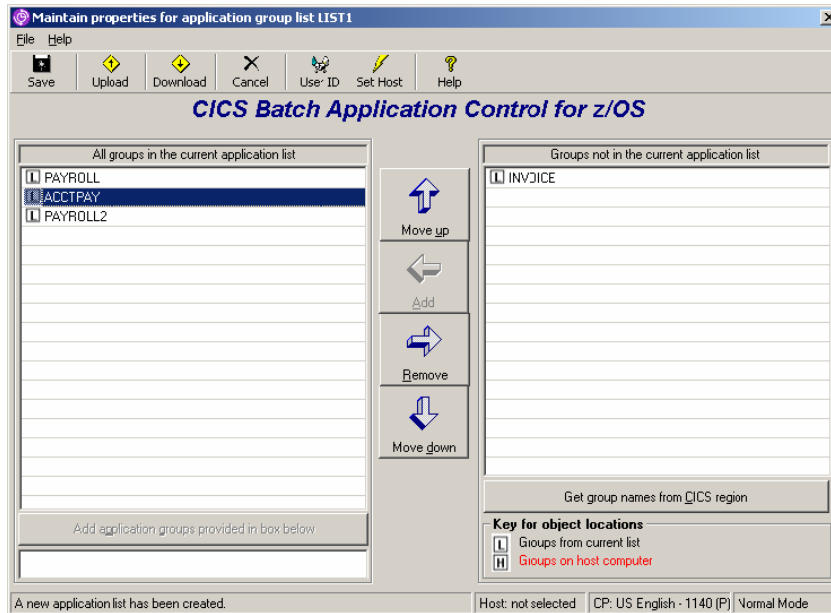 Maintain properties for application group list LIST1
File Help
Save Upload Download Cancel User ID Set Host Help
CICS Batch Application Control for z/OS
All groups in the current application list
Groups not in the current application list
L PAYROLL
L INVOICE
L ACCTPAY
L PAYROLL2
Move up
Add
Remove
Move down
Get group names from CICS region
Add application groups provided in box below
Key for object locations
L Groups from current list
H Groups on host computer
A new application list has been created.
Host: not selected
CP: US English - 1140 (P)
Normal Mode